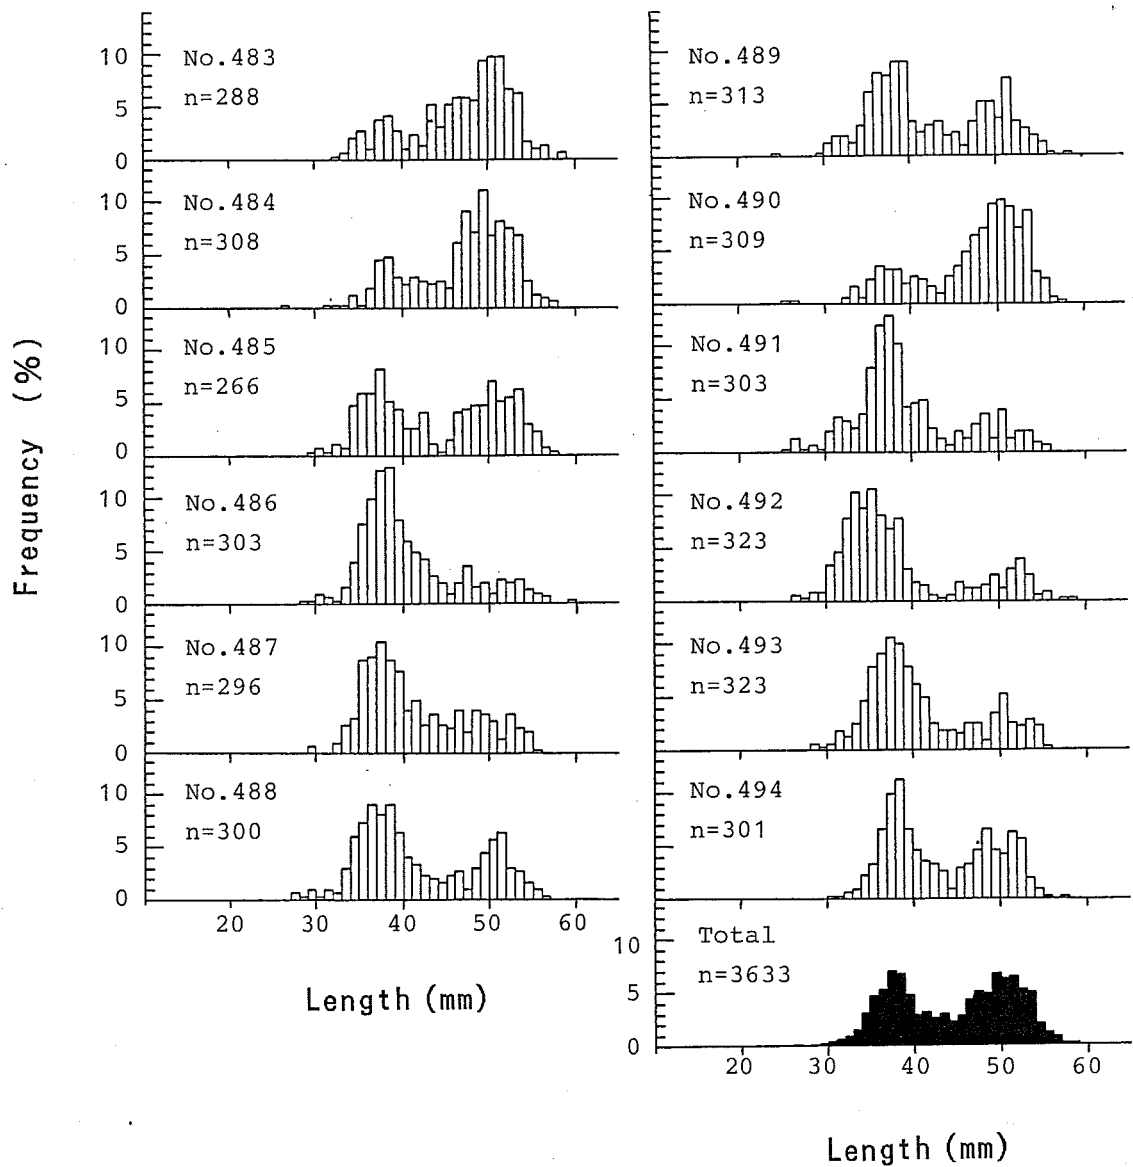 Frequency (%)
No.483
n=288
10
5
0
No.484
n=308
10
5
0
No.485
n=266
10
5
0
No.486
n=303
10
5
0
No.487
n=296
10
5
0
No.488
n=300
10
5
0
20 30 40 50 60
Length (mm)
No.489
n=313
No.490
n=309
No.491
n=303
No.492
n=323
No.493
n=323
No.494
n=301
Total
n=3633
10
5
0
20 30 40 50 60
Length (mm)